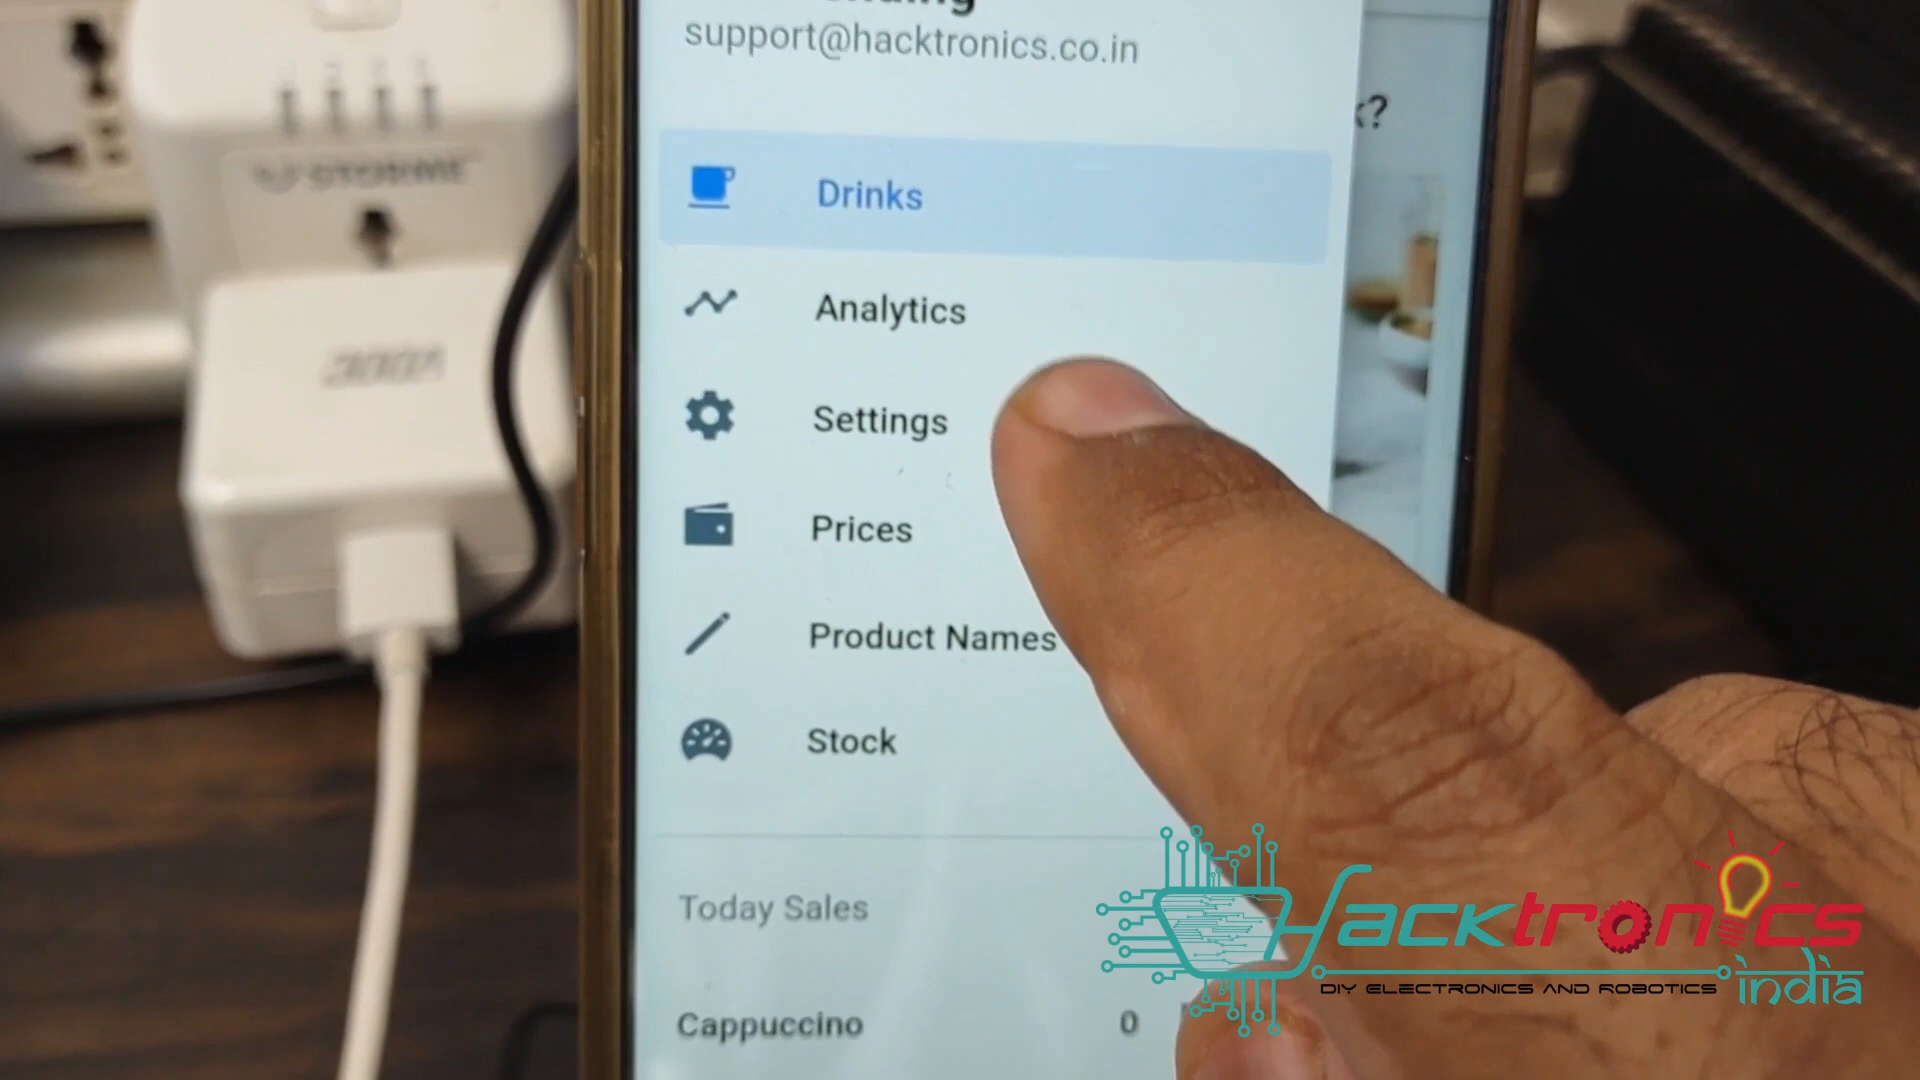 support@hacktronics.co.in
k?
Drinks
Analytics
Settings
Prices
Product Names
Stock
Today Sales
Cappuccino 0
Hacktronics
india
DIY ELECTRONICS AND ROBOTICS